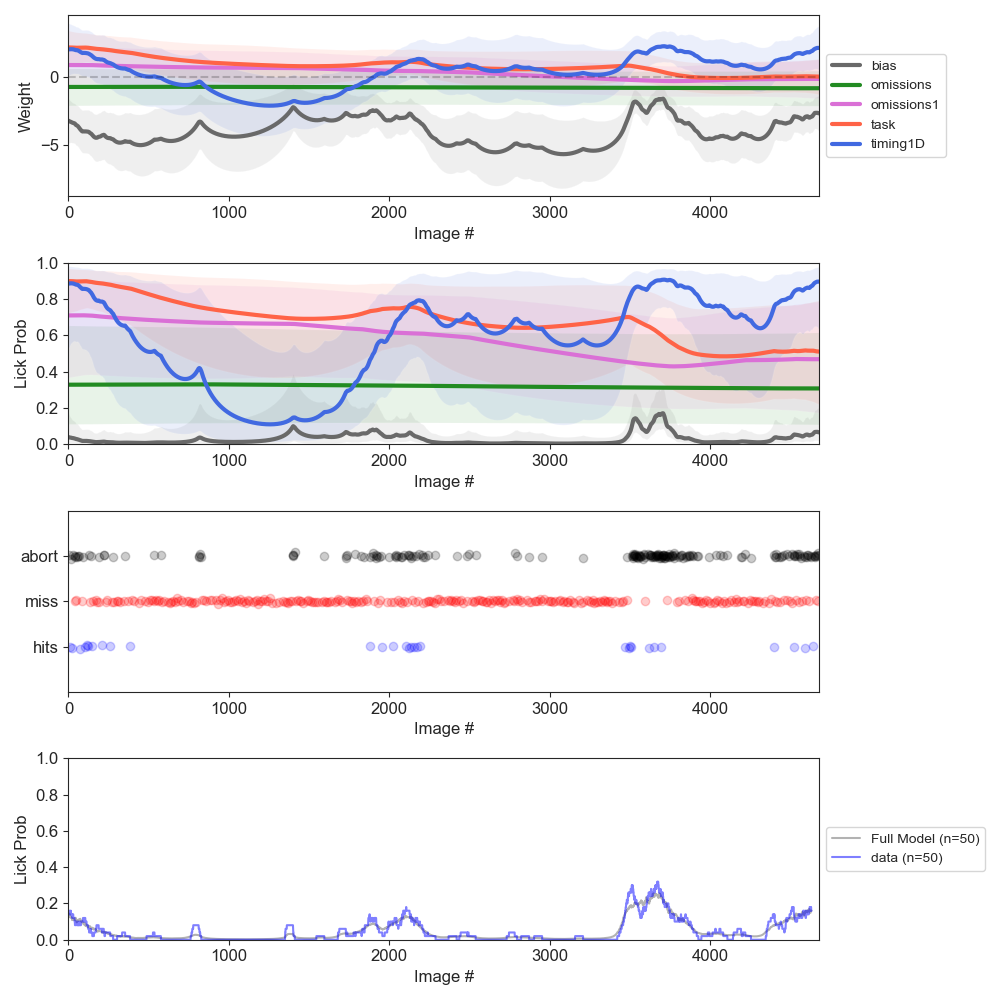 Weight
0
−5
0 1000 2000 3000 4000
Image #
bias
omissions
omissions1
task
timing1D
Lick Prob
1.0
0.8
0.6
0.4
0.2
0.0
0 1000 2000 3000 4000
Image #
abort
miss
hits
0 1000 2000 3000 4000
Image #
Lick Prob
1.0
0.8
0.6
0.4
0.2
0.0
0 1000 2000 3000 4000
Image #
Full Model (n=50)
data (n=50)